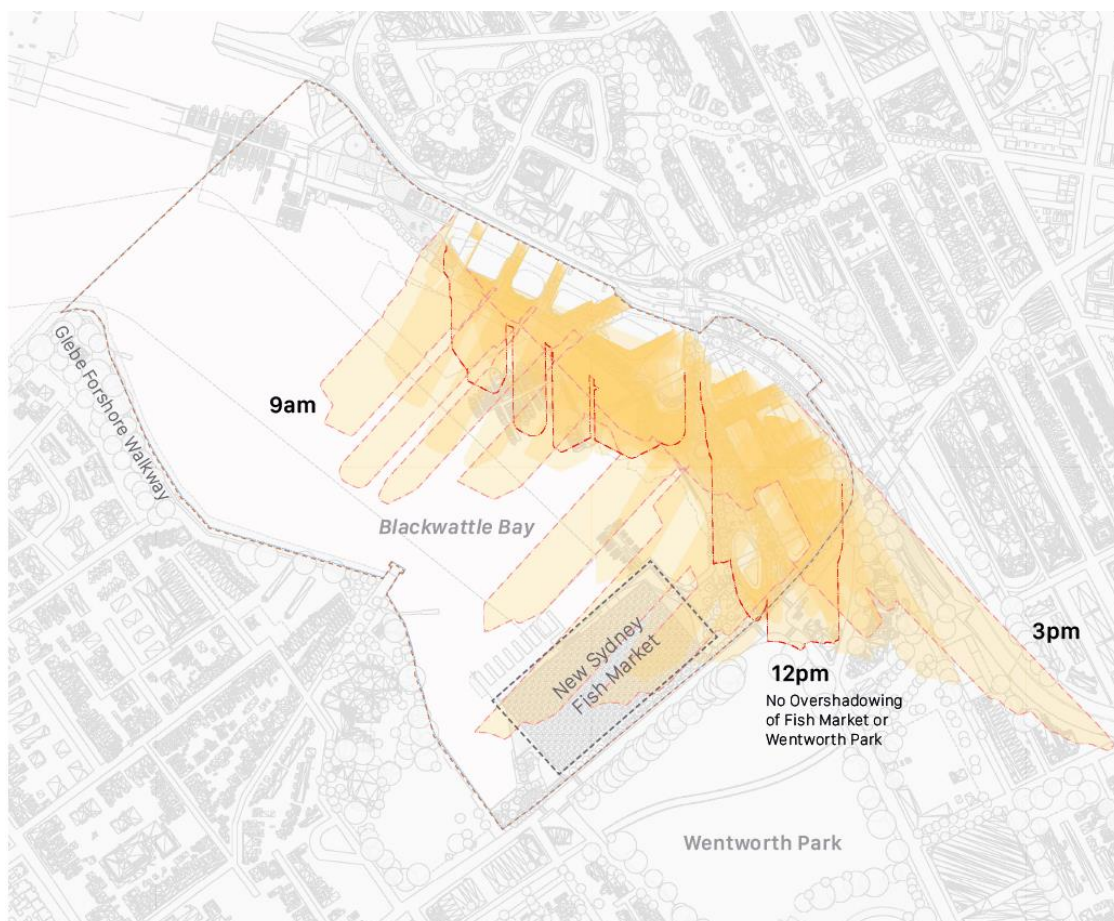 Glebe Forshore Walkway
9am
Blackwattle Bay
New Sydney
Fish Market
3pm
12pm
No Overshadowing
of Fish Market or
Wentworth Park
Wentworth Park